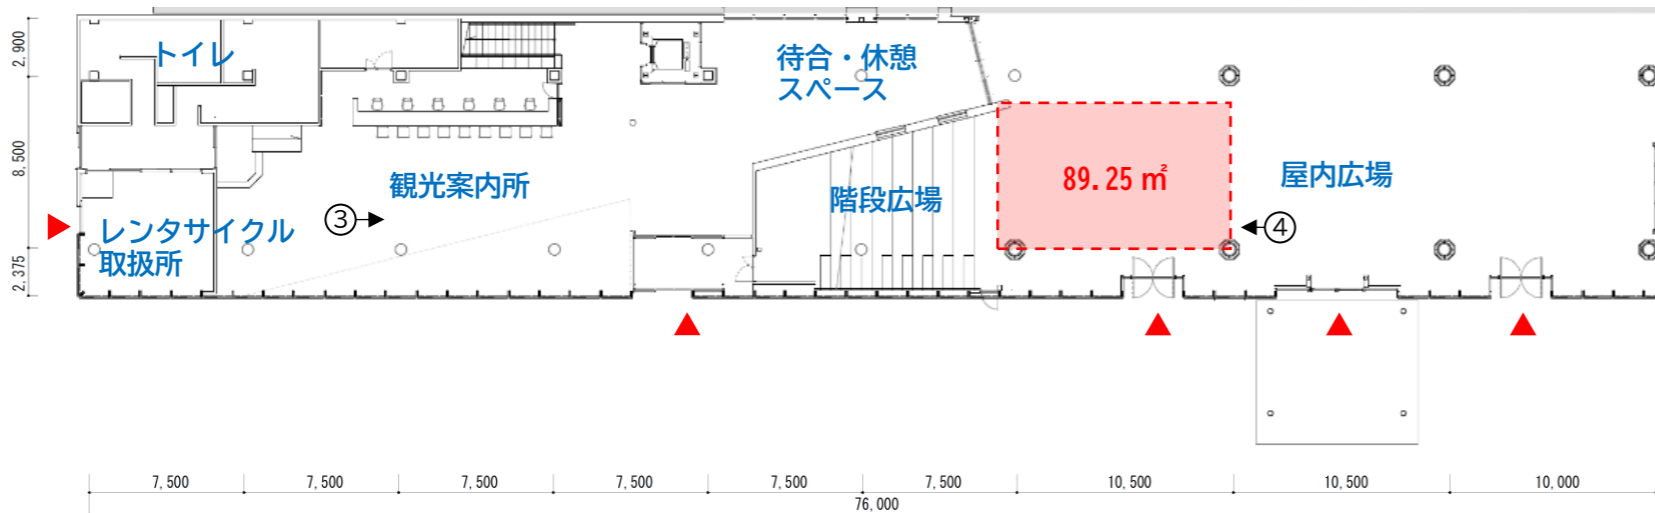 2,900
8,500
2,375
トイレ
待合・休憩
スペース
観光案内所
階段広場
89.25㎡
屋内広場
③
④
レンタサイクル
取扱所
7,500
7,500
7,500
7,500
7,500
7,500
10,500
10,500
10,000
76,000